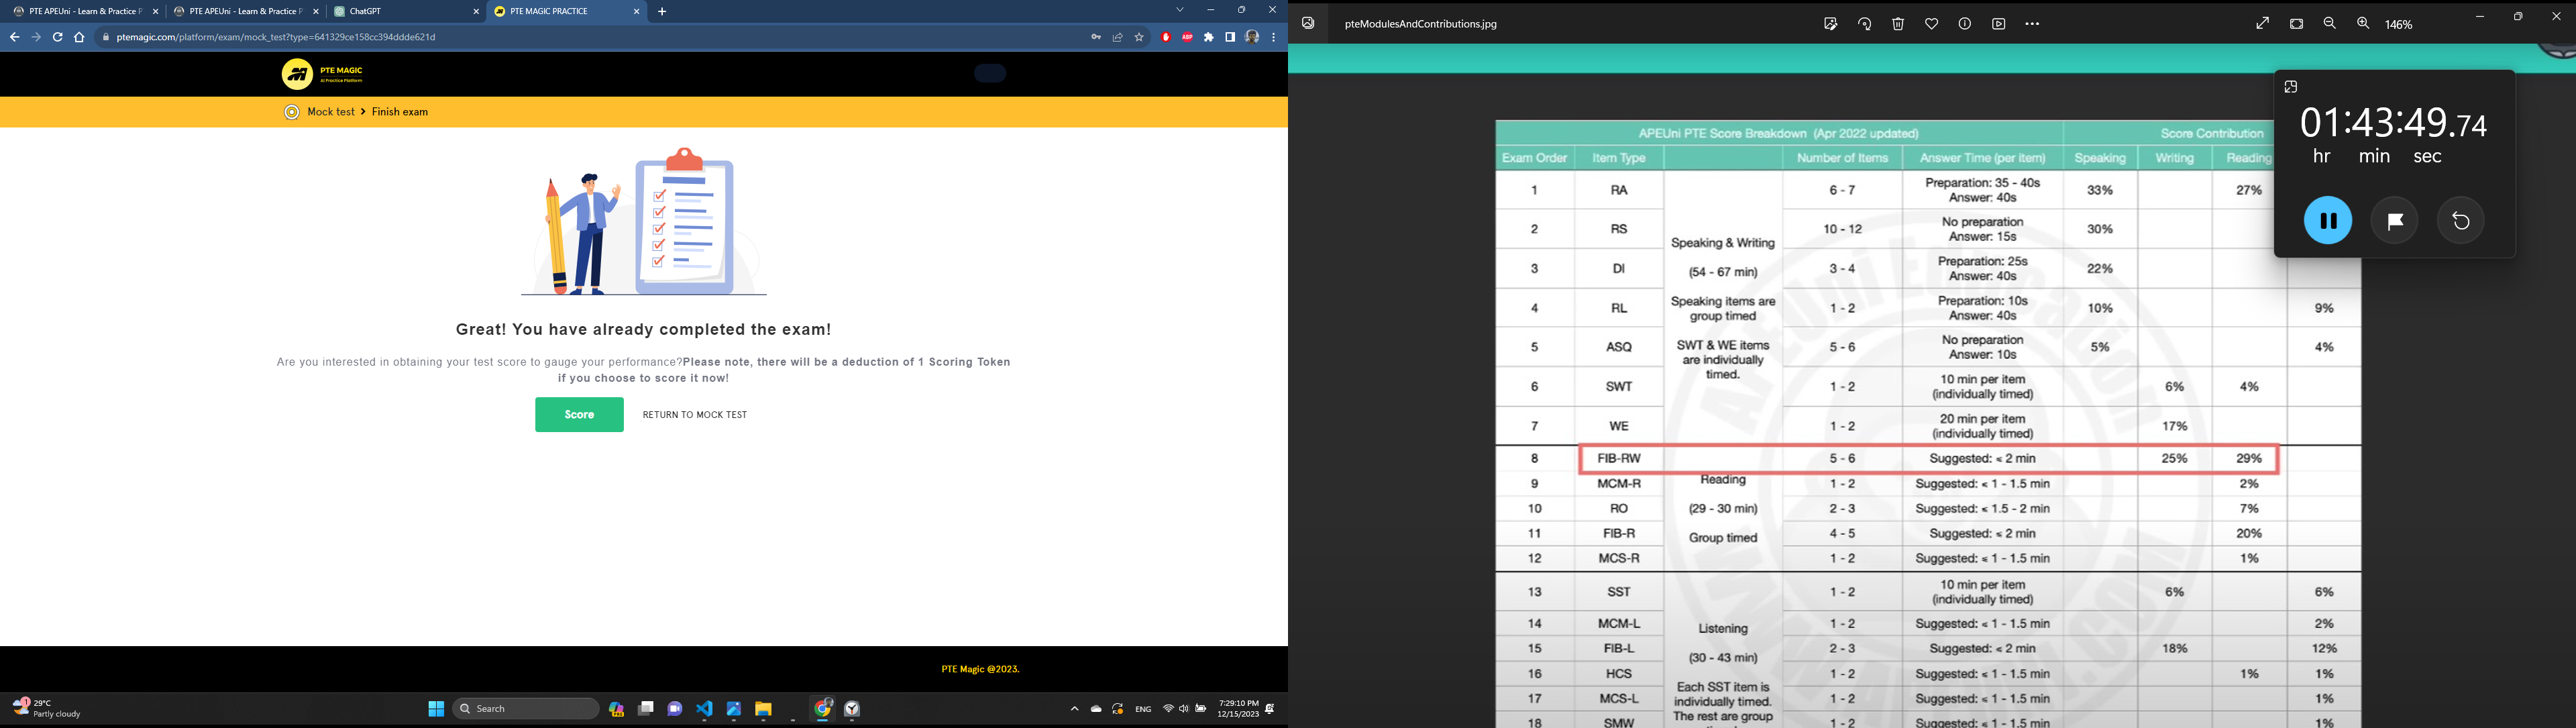 PTE APEUni - Learn & Practice P
PTE APEUni - Learn & Practice P
ChatGPT
PTE MAGIC PRACTICE
ptemagic.com/platform/exam/mock_test?type=641329ce158cc394ddde621d
PTE MAGIC
AI Practice Platform
Mock test > Finish exam
Great! You have already completed the exam!
Are you interested in obtaining your test score to gauge your performance?Please note, there will be a deduction of 1 Scoring Token
if you choose to score it now!
Score RETURN TO MOCK TEST
PTE Magic @2023.
1
29°C
Partly cloudy
Search
ENG
7:29:10 PM
12/15/2023
pteModulesAndContributions.jpg
146%
01:43:49.74
hr min sec
APEUni PTE Score Breakdown (Apr 2022 updated) Score Contribution
Exam Order Item Type Number of Items Answer Time (per item) Speaking Writing Reading
1 RA 6 - 7 Preparation: 35 - 40s
Answer: 40s 33% 27%
2 RS 10 - 12 No preparation
Answer: 15s 30%
3 DI 3 - 4 Preparation: 25s
Answer: 40s 22%
4 RL 1 - 2 Preparation: 10s
Answer: 40s 10% 9%
5 ASQ 5 - 6 No preparation
Answer: 10s 5% 4%
6 SWT 1 - 2 10 min per item
(individually timed) 6% 4%
7 WE 1 - 2 20 min per item
(individually timed) 17%
Speaking & Writing
(54 - 67 min)
Speaking items are
group timed
SWT & WE items
are individually
timed.
8 FIB-RW 5 - 6 Suggested: < 2 min 25% 29%
9 MCM-R 1 - 2 Suggested: < 1 - 1.5 min 2%
10 RO 2 - 3 Suggested: < 1.5 - 2 min 7%
11 FIB-R 4 - 5 Suggested: < 2 min 20%
12 MCS-R 1 - 2 Suggested: < 1 - 1.5 min 1%
Reading
(29 - 30 min)
Group timed
13 SST 1 - 2 10 min per item
(individually timed) 6% 6%
14 MCM-L 1 - 2 Suggested: < 1 - 1.5 min 2%
15 FIB-L 2 - 3 Suggested: < 2 min 18% 12%
16 HCS 1 - 2 Suggested: < 1 - 1.5 min 1% 1%
17 MCS-L 1 - 2 Suggested: < 1 - 1.5 min 1%
18 SMW 1 - 2 Suggested: < 1 - 1.5 min 1%
Listening
(30 - 43 min)
Each SST item is
individually timed.
The rest are group
APEUni Education